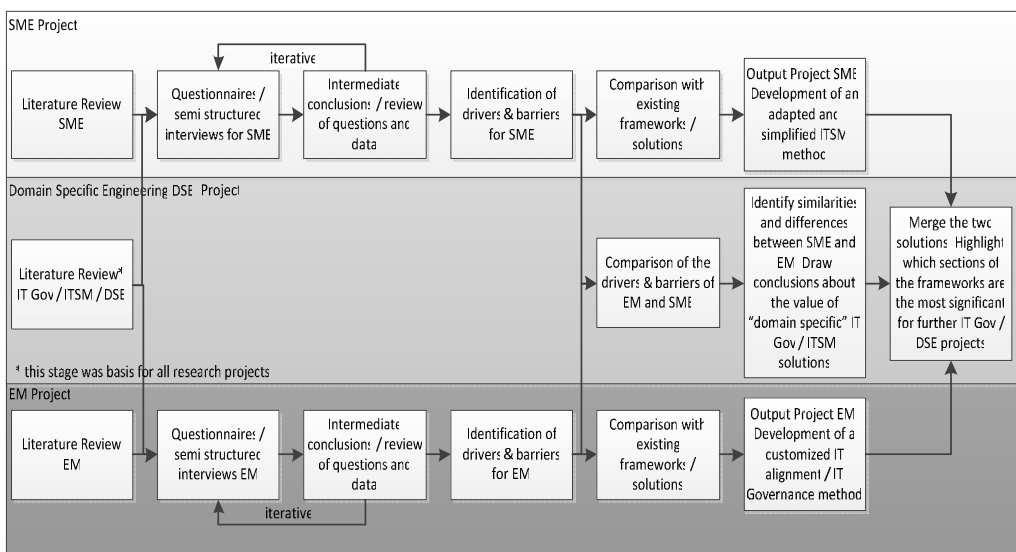 SME Project
iterative
Literature Review
SME
Questionnaires /
semi structured
interviews for SME
Intermediate
conclusions / review
of questions and
data
Identification of
drivers & barriers
for SME
Comparison with
existing
frameworks /
solutions
Output Project SME
Development of an
adapted and
simplified ITSM
method
Domain Specific Engineering DSE Project
Literature Review*
IT Gov / ITSM / DSE
Comparison of the
drivers & barriers of
EM and SME
Identify similarities
and differences
between SME and
EM Draw
conclusions about
the value of
"domain specific" IT
Gov / ITSM
solutions
Merge the two
solutions Highlight
which sections of
the frameworks are
the most significant
for further IT Gov /
DSE projects
* this stage was basis for all research projects
EM Project
Literature Review
EM
Questionnaires /
semi structured
interviews EM
Intermediate
conclusions / review
of questions and
data
Identification of
drivers & barriers
for EM
Comparison with
existing
frameworks /
solutions
Output Project EM
Development of a
customized IT
alignment / IT
Governance method
iterative